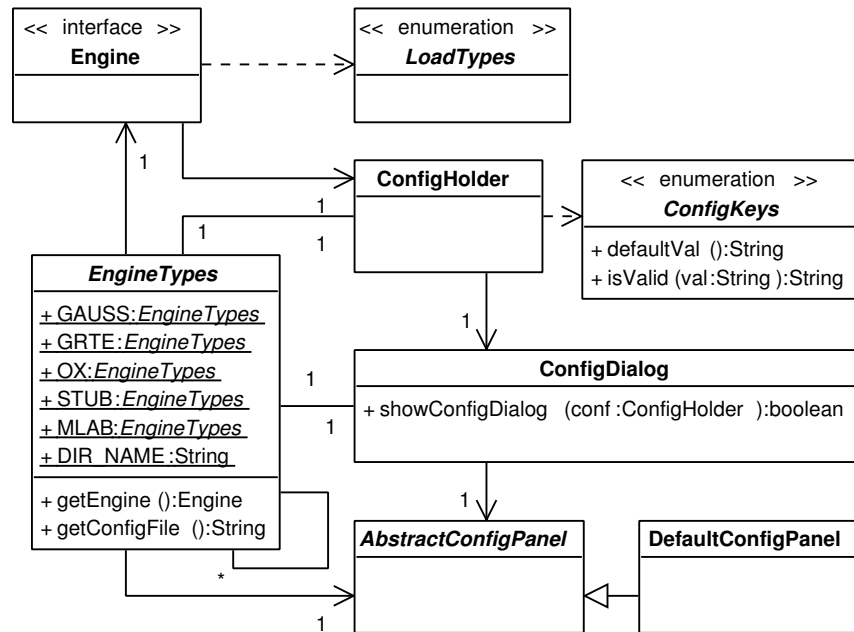 << interface >>
Engine
<< enumeration >>
LoadTypes
1
1
ConfigHolder
1
1
1
<< enumeration >>
ConfigKeys
+ defaultVal ():String
+ isValid (val:String ):String
EngineTypes
+ GAUSS:EngineTypes
+ GRTE:EngineTypes
+ OX:EngineTypes
+ STUB:EngineTypes
+ MLAB:EngineTypes
+ DIR_NAME:String
+ getEngine ():Engine
+ getConfigFile ():String
1
1
1
ConfigDialog
+ showConfigDialog (conf:ConfigHolder ):boolean
1
*
1
AbstractConfigPanel
DefaultConfigPanel